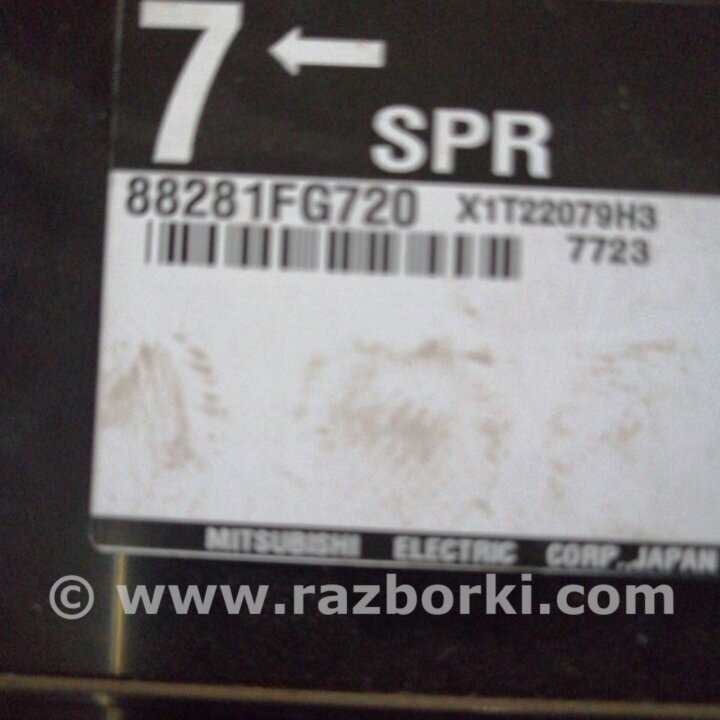 7 ←
SPR
88281FG720 X1T22079H3
7723
MITSUBISHI ELECTRIC CORP. JAPAN
© www.razborki.com